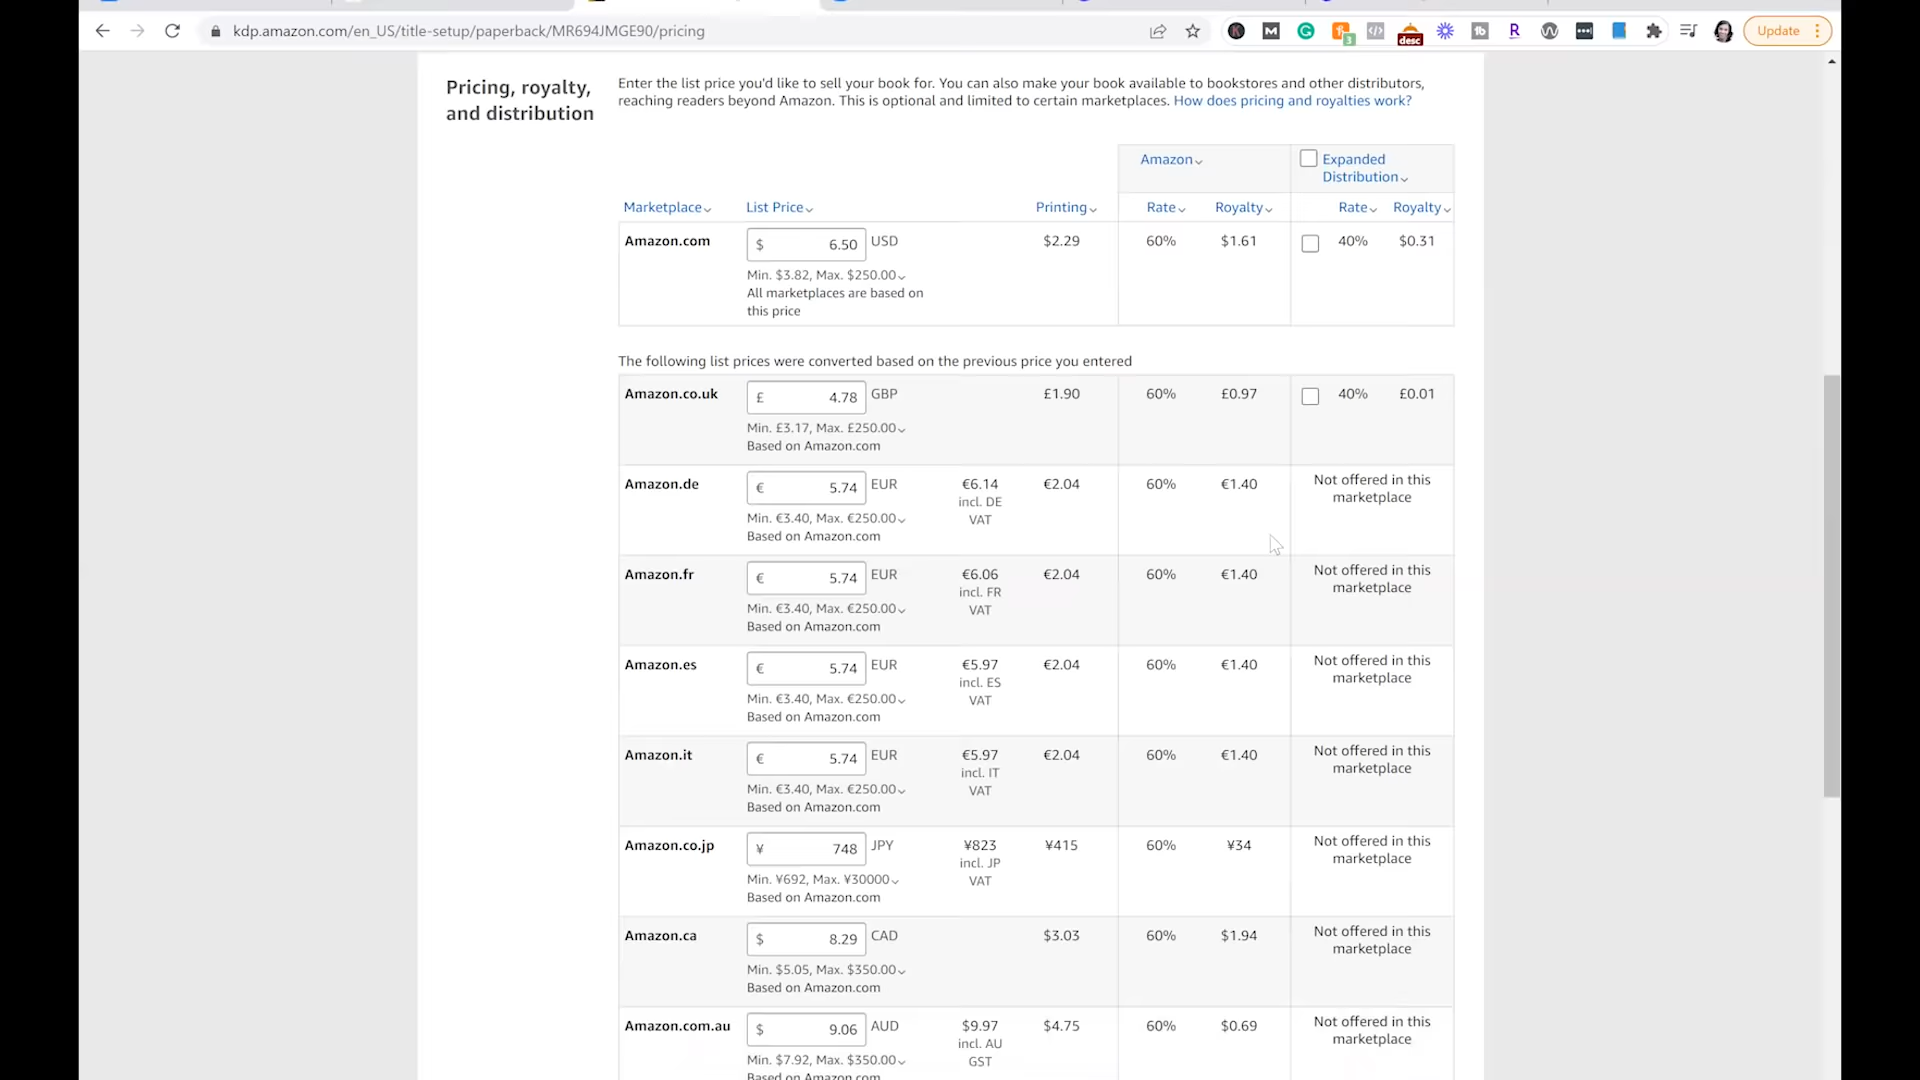 kdp.amazon.com/en_US/title-setup/paperback/MR694JMGE90/pricing
3
desc
tb
R
Update
Pricing, royalty,
and distribution
Enter the list price you'd like to sell your book for. You can also make your book available to bookstores and other distributors,
reaching readers beyond Amazon. This is optional and limited to certain marketplaces. How does pricing and royalties work?
Amazon
Expanded
Distribution
Marketplace List Price Printing Rate Royalty Rate Royalty
Amazon.com $ 6.50 USD $2.29 60% $1.61 40% $0.31
Min. $3.82, Max. $250.00
All marketplaces are based on
this price
The following list prices were converted based on the previous price you entered
Amazon.co.uk £ 4.78 GBP £1.90 60% £0.97 40% £0.01
Min. £3.17, Max. £250.00
Based on Amazon.com
Amazon.de € 5.74 EUR €6.14 €2.04 60% €1.40 Not offered in this
incl. DE marketplace
Min. €3.40, Max. €250.00 VAT
Based on Amazon.com
Amazon.fr € 5.74 EUR €6.06 €2.04 60% €1.40 Not offered in this
incl. FR marketplace
Min. €3.40, Max. €250.00 VAT
Based on Amazon.com
Amazon.es € 5.74 EUR €5.97 €2.04 60% €1.40 Not offered in this
incl. ES marketplace
Min. €3.40, Max. €250.00 VAT
Based on Amazon.com
Amazon.it € 5.74 EUR €5.97 €2.04 60% €1.40 Not offered in this
incl. IT marketplace
Min. €3.40, Max. €250.00 VAT
Based on Amazon.com
Amazon.co.jp ¥ 748 JPY ¥823 ¥415 60% ¥34 Not offered in this
incl. JP marketplace
Min. ¥692, Max. ¥30000 VAT
Based on Amazon.com
Amazon.ca $ 8.29 CAD $3.03 60% $1.94 Not offered in this
marketplace
Min. $5.05, Max. $350.00
Based on Amazon.com
Amazon.com.au $ 9.06 AUD $9.97 $4.75 60% $0.69 Not offered in this
incl. AU marketplace
Min. $7.92, Max. $350.00 GST
Based on Amazon.com